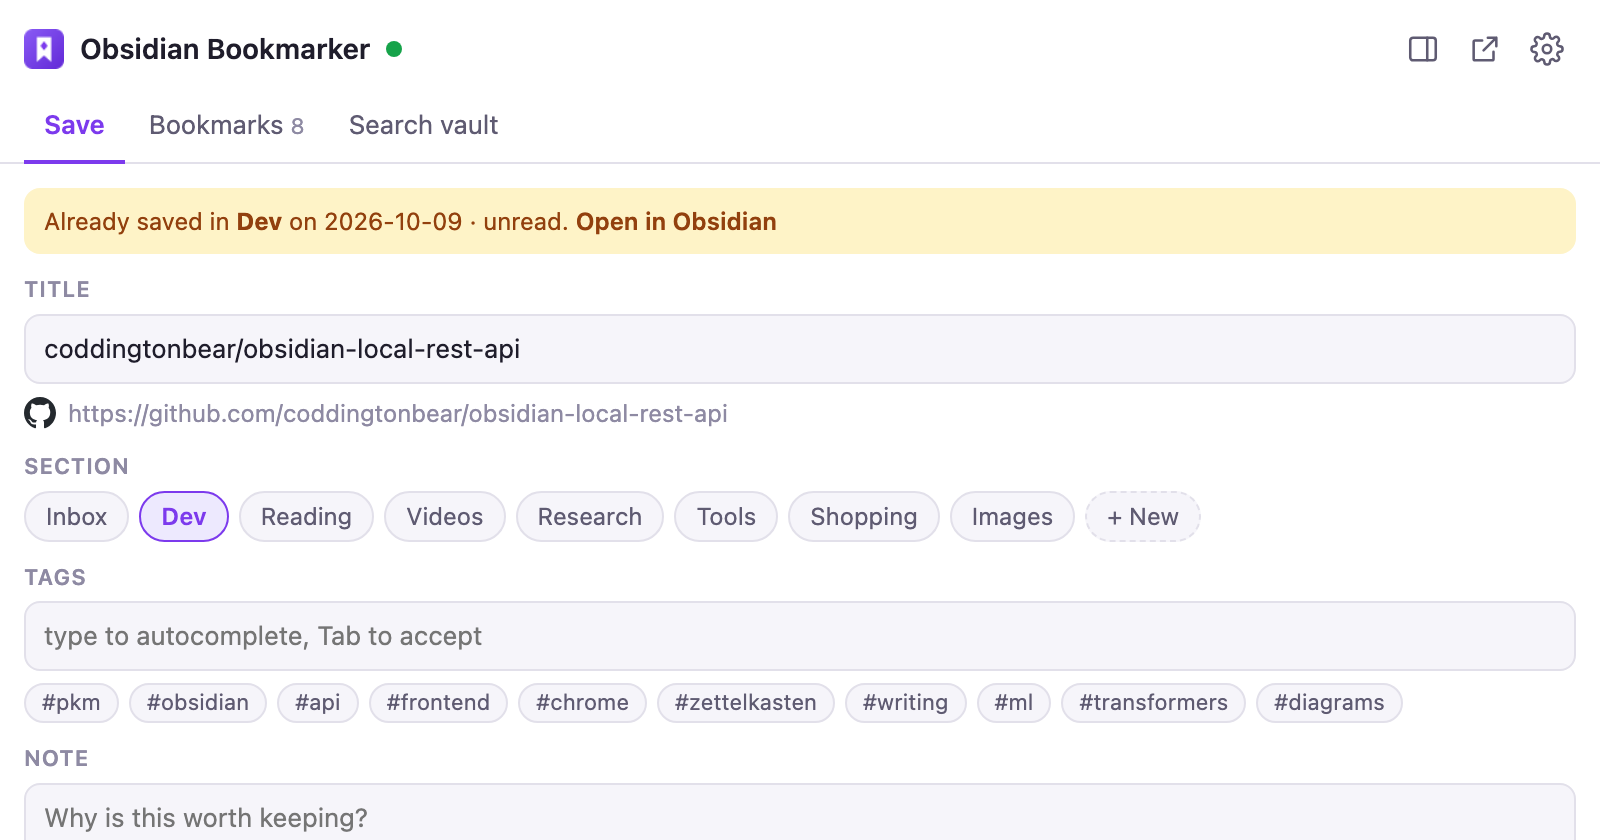 Obsidian Bookmarker
Save Bookmarks 8 Search vault
Already saved in Dev on 2026-10-09 · unread. Open in Obsidian
TITLE
coddingtonbear/obsidian-local-rest-api
https://github.com/coddingtonbear/obsidian-local-rest-api
SECTION
Inbox Dev Reading Videos Research Tools Shopping Images + New
TAGS
type to autocomplete, Tab to accept
#pkm #obsidian #api #frontend #chrome #zettelkasten #writing #ml #transformers #diagrams
NOTE
Why is this worth keeping?